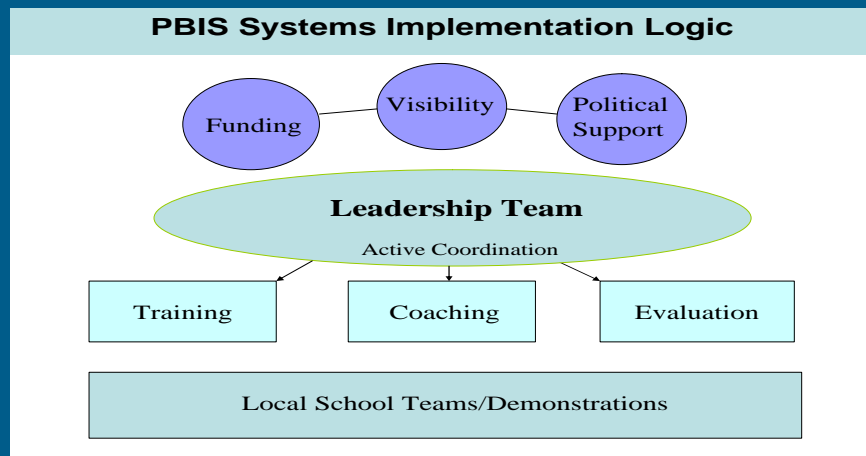 PBIS Systems Implementation Logic
Funding
Visibility
Political
Support
Leadership Team
Active Coordination
Training
Coaching
Evaluation
Local School Teams/Demonstrations